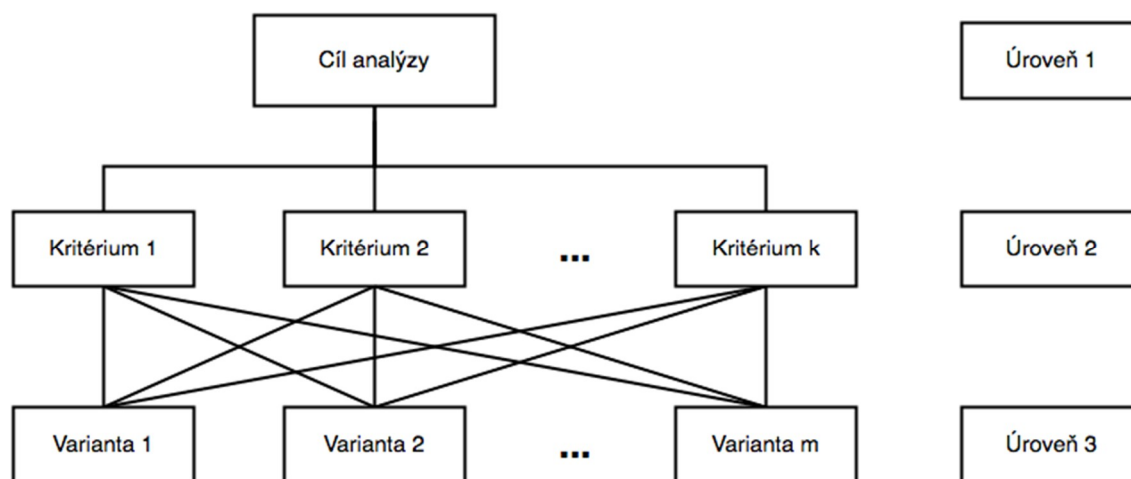 Cíl analýzy
Úroveň 1
Kritérium 1
Kritérium 2
...
Kritérium k
Úroveň 2
Varianta 1
Varianta 2
...
Varianta m
Úroveň 3